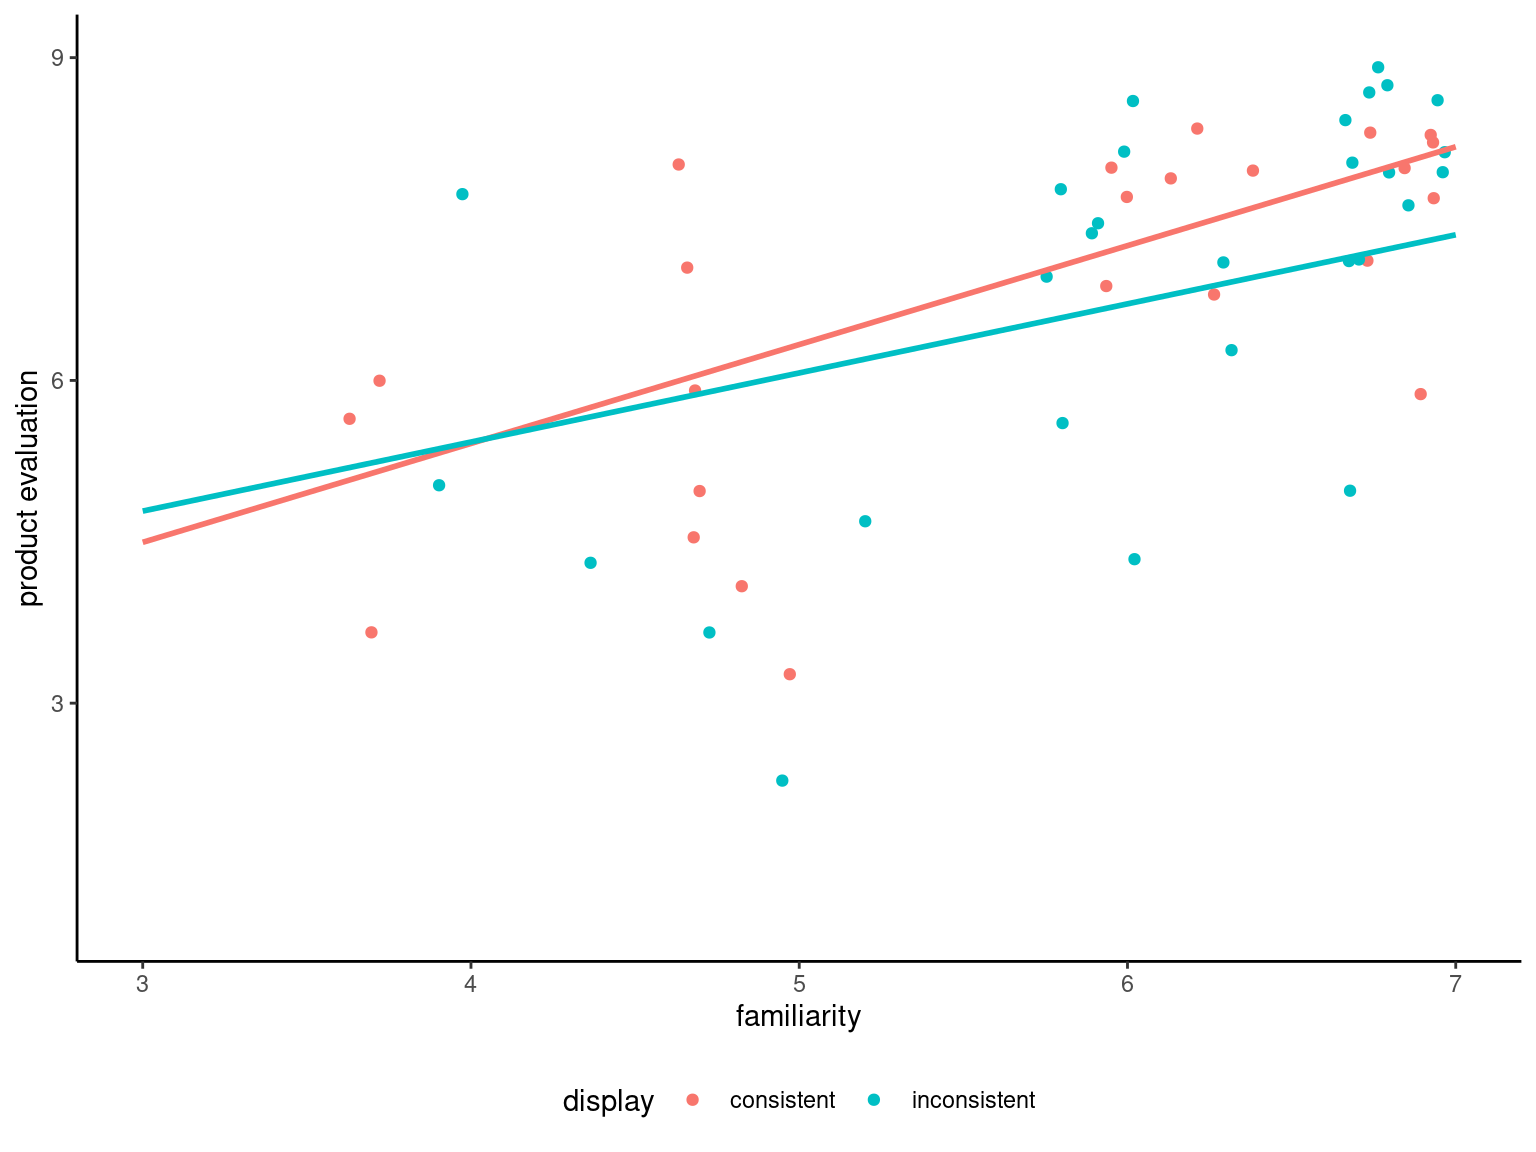 9
6
3
product evaluation
3 4 5 6 7
familiarity
display consistent inconsistent